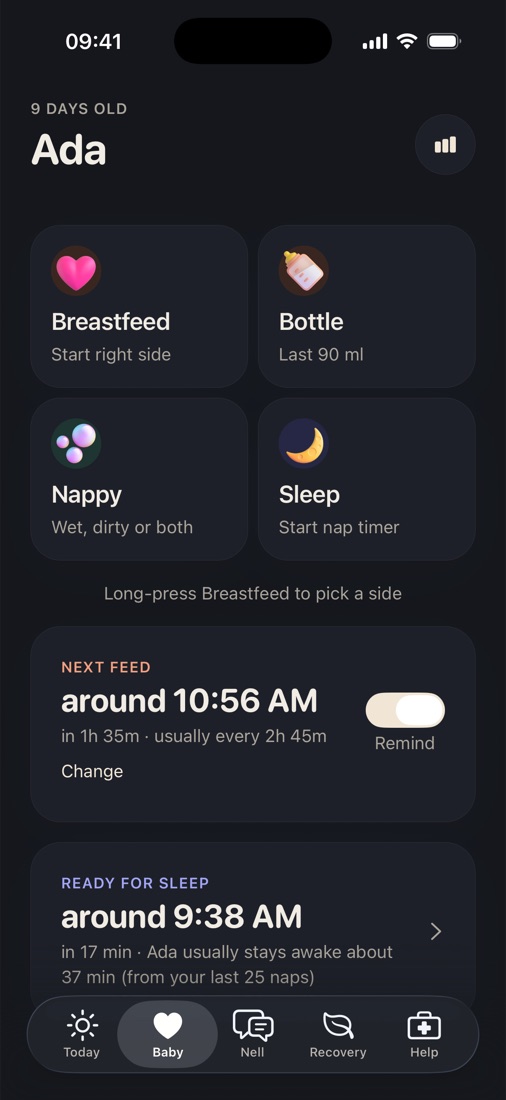 09:41
9 DAYS OLD
Ada
Breastfeed
Start right side
Bottle
Last 90 ml
Nappy
Wet, dirty or both
Sleep
Start nap timer
Long-press Breastfeed to pick a side
NEXT FEED
around 10:56 AM
in 1h 35m · usually every 2h 45m
Change
Remind
READY FOR SLEEP
around 9:38 AM
in 17 min · Ada usually stays awake about
37 min (from your last 25 naps)
Today
Baby
Nell
Recovery
Help